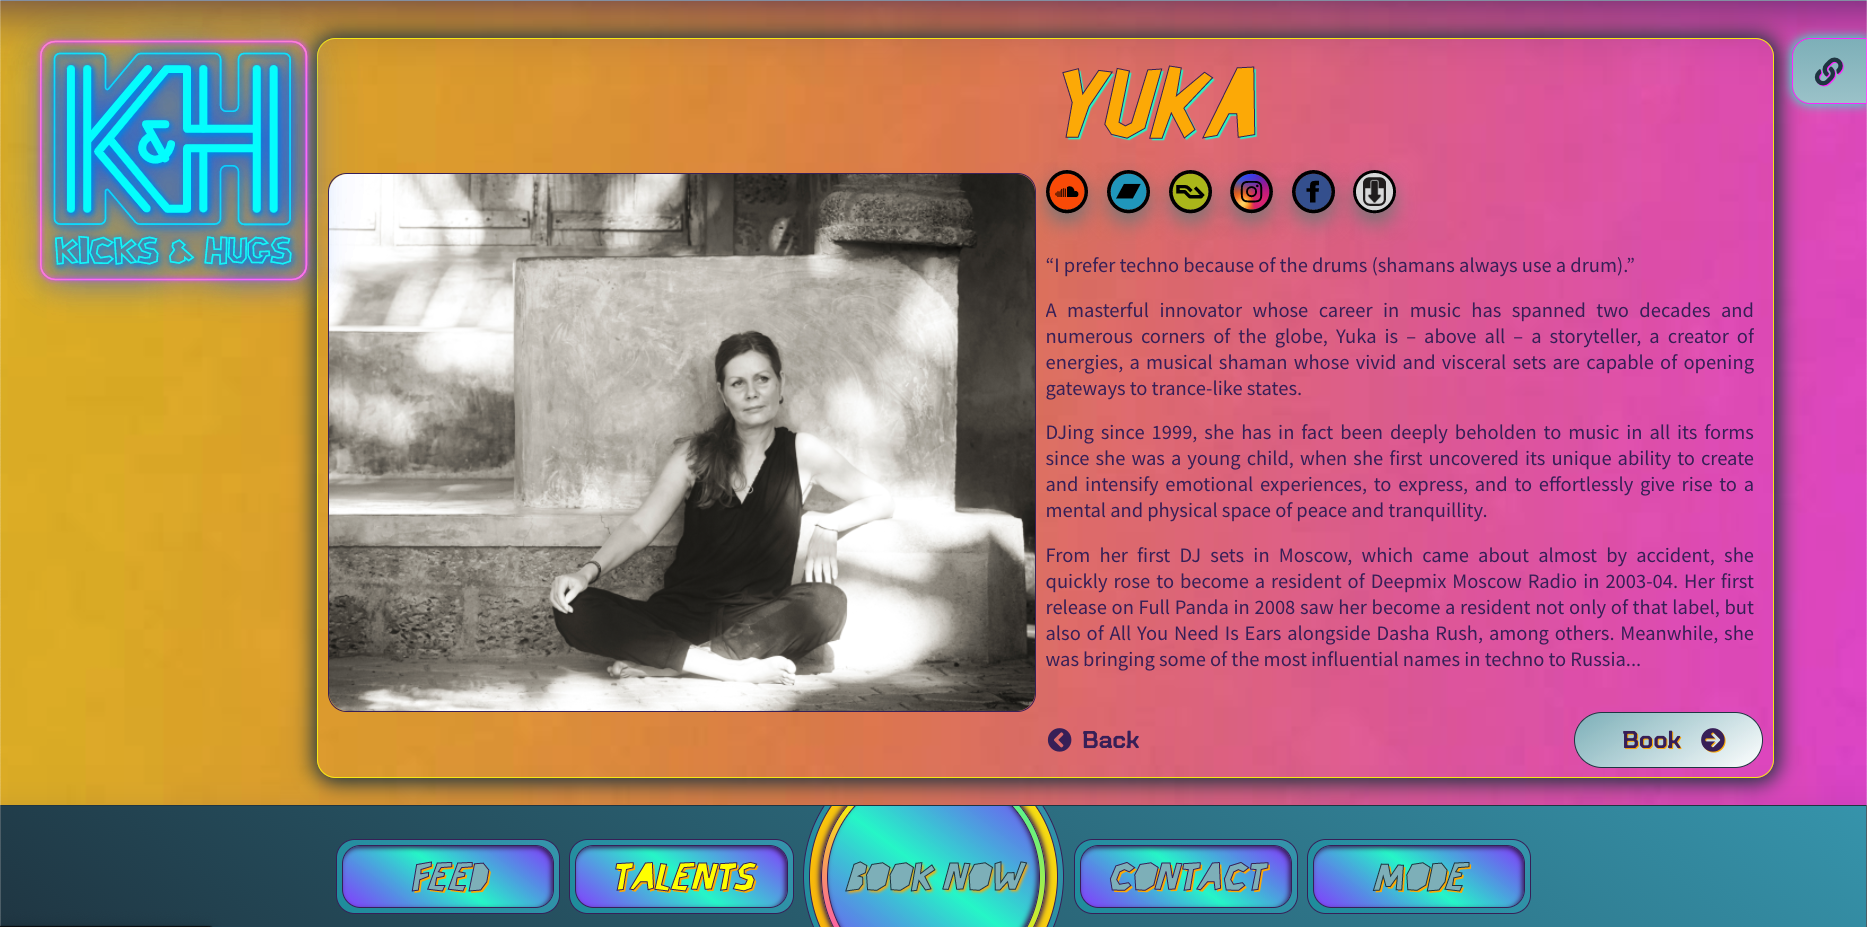 K&H
KICKS & HUGS
YUKA
“I prefer techno because of the drums (shamans always use a drum).”
A masterful innovator whose career in music has spanned two decades and
numerous corners of the globe, Yuka is – above all – a storyteller, a creator of
energies, a musical shaman whose vivid and visceral sets are capable of opening
gateways to trance-like states.
DJing since 1999, she has in fact been deeply beholden to music in all its forms
since she was a young child, when she first uncovered its unique ability to create
and intensify emotional experiences, to express, and to effortlessly give rise to a
mental and physical space of peace and tranquillity.
From her first DJ sets in Moscow, which came about almost by accident, she
quickly rose to become a resident of Deepmix Moscow Radio in 2003-04. Her first
release on Full Panda in 2008 saw her become a resident not only of that label, but
also of All You Need Is Ears alongside Dasha Rush, among others. Meanwhile, she
was bringing some of the most influential names in techno to Russia...
Back
Book
FEED
TALENTS
BOOK NOW
CONTACT
MODE